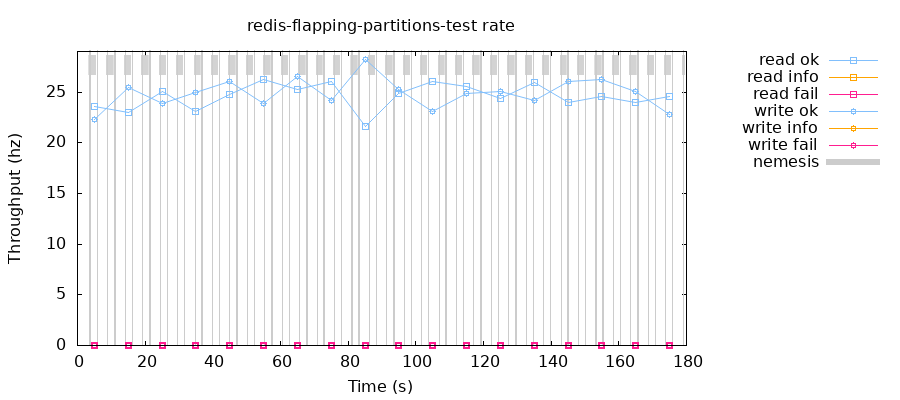 redis-flapping-partitions-test rate
Throughput (hz)
25
20
15
10
5
0
0 20 40 60 80 100 120 140 160 180
Time (s)
read ok
read info
read fail
write ok
write info
write fail
nemesis